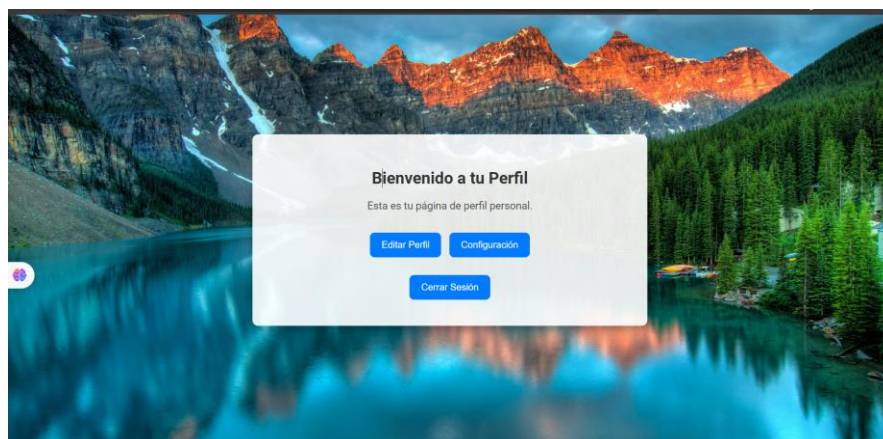 Bienvenido a tu Perfil
Esta es tu página de perfil personal.
Editar Perfil Configuración
Cerrar Sesión